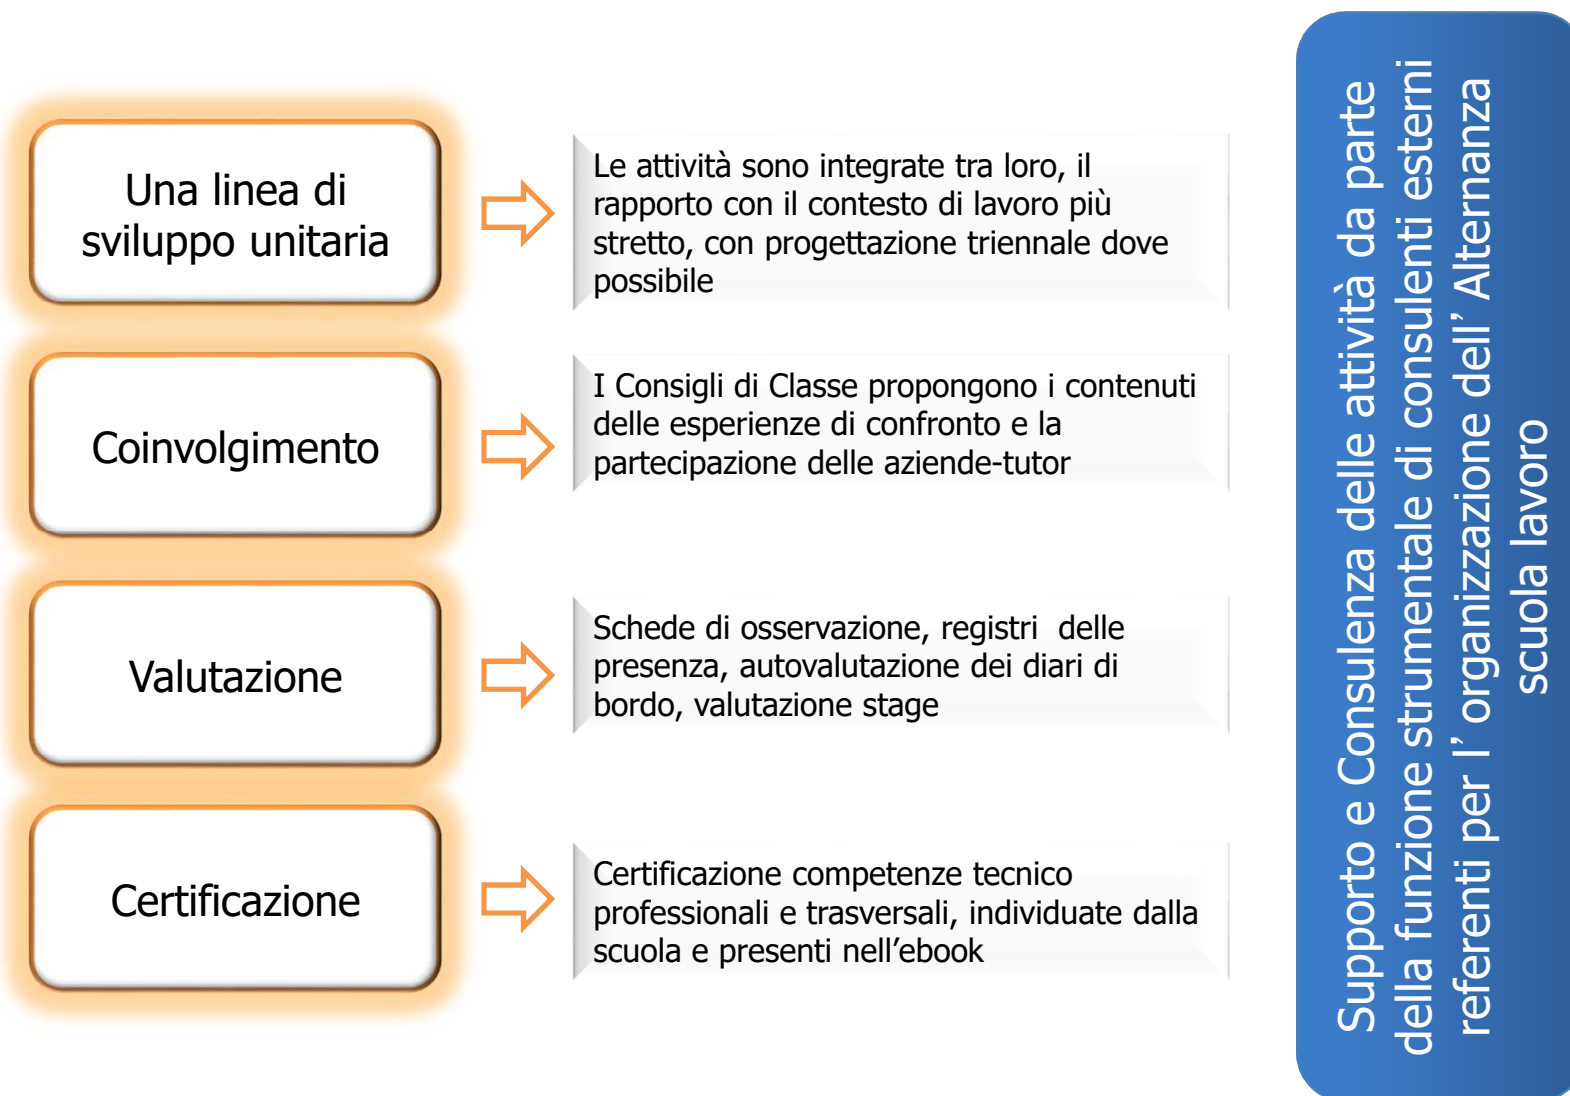 Una linea di
sviluppo unitaria
Le attività sono integrate tra loro, il
rapporto con il contesto di lavoro più
stretto, con progettazione triennale dove
possibile
Coinvolgimento
I Consigli di Classe propongono i contenuti
delle esperienze di confronto e la
partecipazione delle aziende-tutor
Valutazione
Schede di osservazione, registri  delle
presenza, autovalutazione dei diari di
bordo, valutazione stage
Certificazione
Certificazione competenze tecnico
professionali e trasversali, individuate dalla
scuola e presenti nell’ebook
Supporto e Consulenza delle attività da parte
della funzione strumentale di consulenti esterni
referenti per l’ organizzazione dell’ Alternanza
scuola lavoro